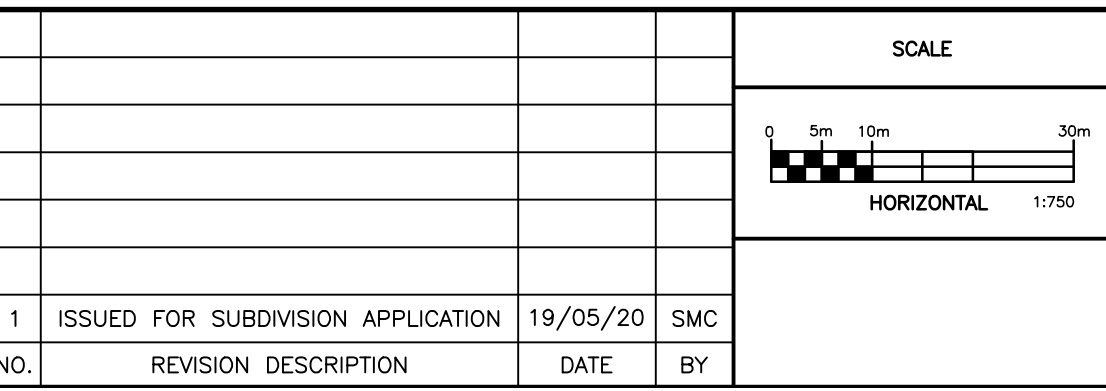 SCALE
0 5m 10m 30m
HORIZONTAL 1:750
1 ISSUED FOR SUBDIVISION APPLICATION 19/05/20 SMC
NO. REVISION DESCRIPTION DATE BY